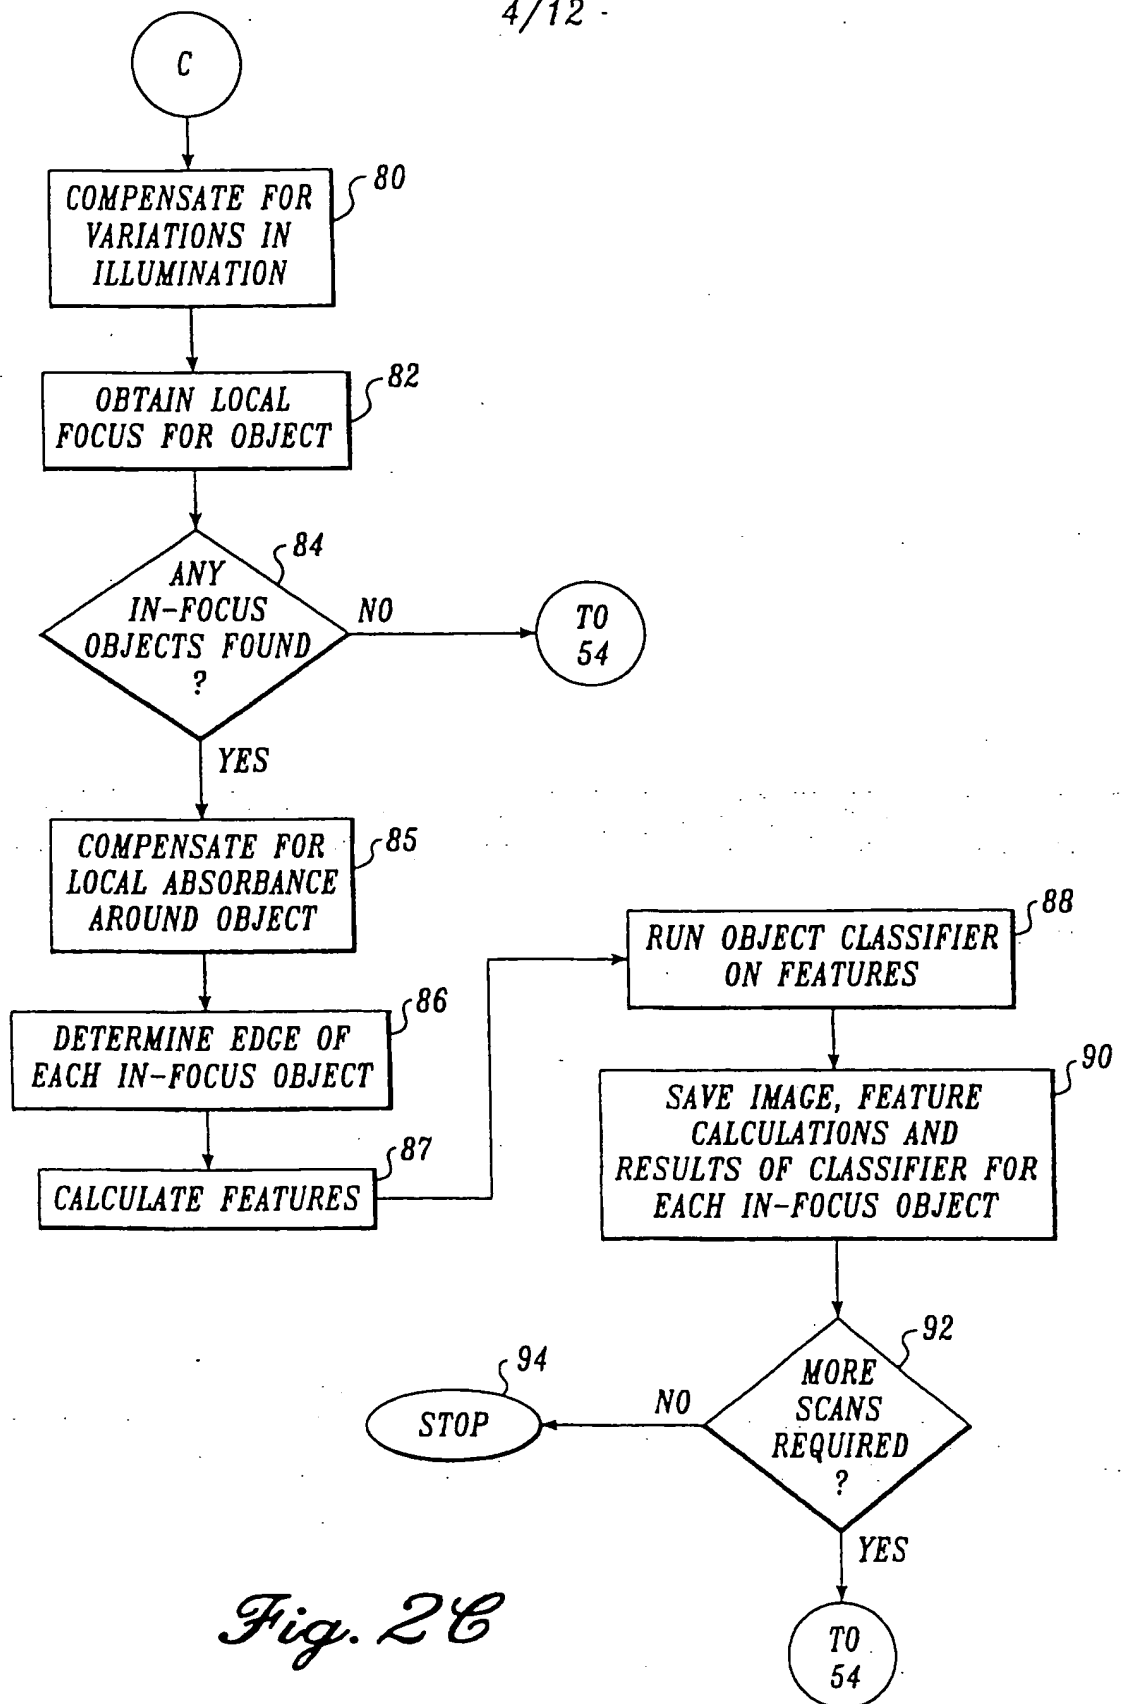 4/12
C
80
COMPENSATE FOR
VARIATIONS IN
ILLUMINATION
82
OBTAIN LOCAL
FOCUS FOR OBJECT
84
ANY
IN-FOCUS
OBJECTS FOUND
?
NO
TO
54
YES
85
COMPENSATE FOR
LOCAL ABSORBANCE
AROUND OBJECT
86
DETERMINE EDGE OF
EACH IN-FOCUS OBJECT
87
CALCULATE FEATURES
88
RUN OBJECT CLASSIFIER
ON FEATURES
90
SAVE IMAGE, FEATURE
CALCULATIONS AND
RESULTS OF CLASSIFIER FOR
EACH IN-FOCUS OBJECT
92
MORE
SCANS
REQUIRED
?
NO
94
STOP
YES
TO
54
Fig. 2C